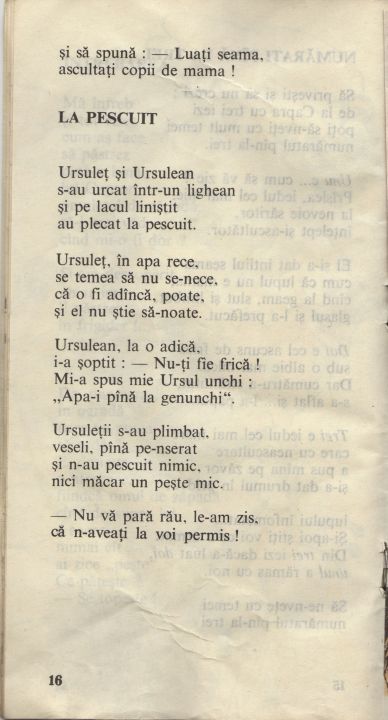 și să spună : — Luați seama,
ascultați copii de mama !
LA PESCUIT
Ursuleț și Ursulean
s-au urcat într-un lighean
și pe lacul liniștit
au plecat la pescuit.
Ursuleț, în apa rece,
se temea să nu se-nece,
că o fi adîncă, poate,
și el nu știe să-noate.
Ursulean, la o adică,
i-a șoptit : — Nu-ți fie frică !
Mi-a spus mie Ursul unchi :
„Apa-i pînă la genunchi“.
Ursuleții s-au plimbat,
veseli, pînă pe-nserat
și n-au pescuit nimic,
nici măcar un pește mic.
— Nu vă pară rău, le-am zis,
că n-aveați la voi permis !
16